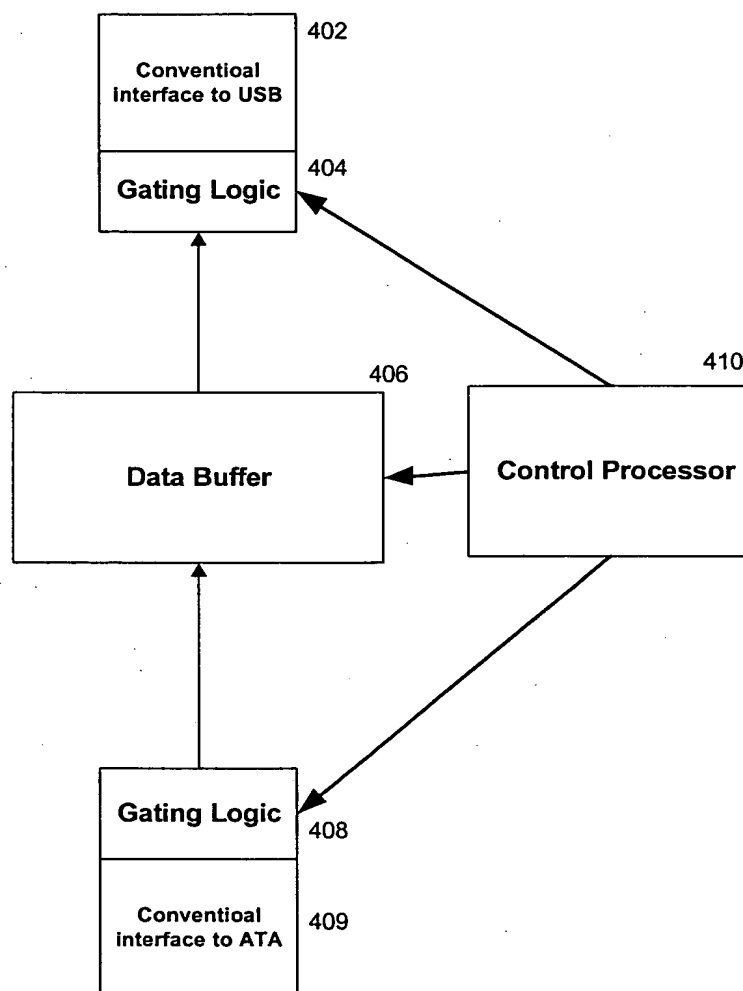 402
Conventioal
interface to USB
404
Gating Logic
406
410
Data Buffer
Control Processor
Gating Logic
408
Conventioal
interface to ATA
409